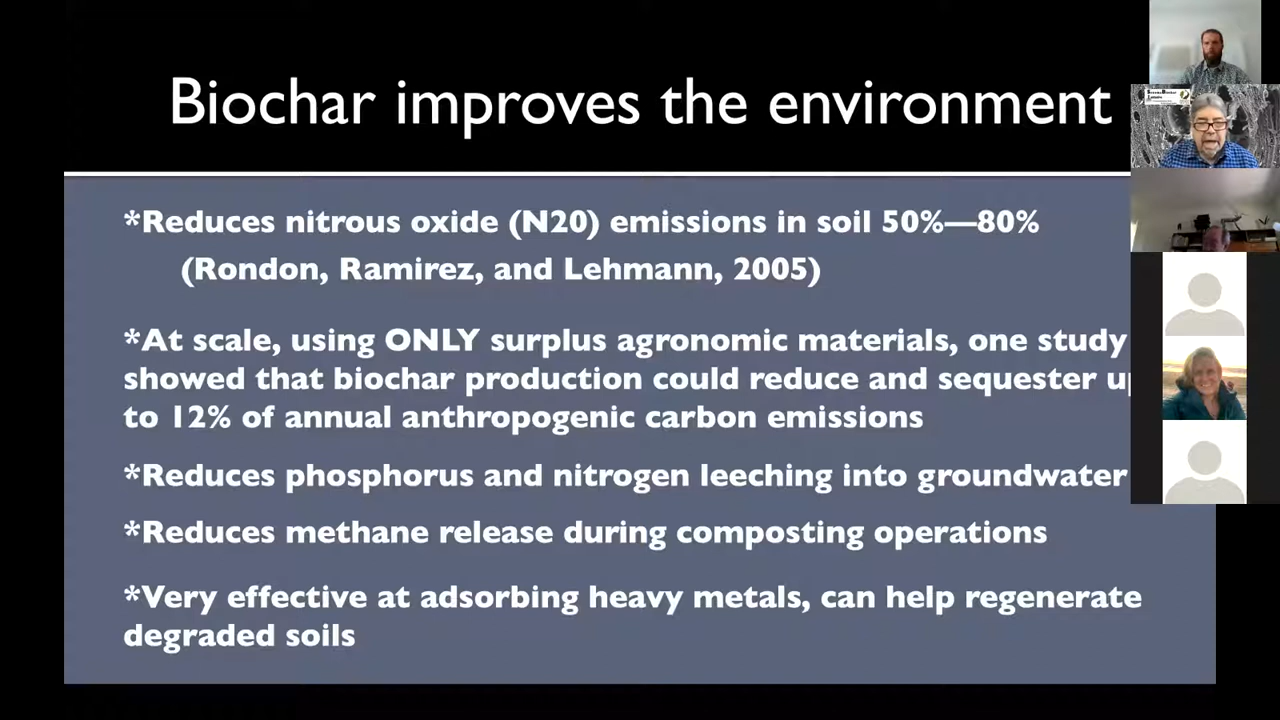 Biochar improves the environment
*Reduces nitrous oxide (N20) emissions in soil 50%—80%
(Rondon, Ramirez, and Lehmann, 2005)
*At scale, using ONLY surplus agronomic materials, one study
showed that biochar production could reduce and sequester up
to 12% of annual anthropogenic carbon emissions
*Reduces phosphorus and nitrogen leeching into groundwater
*Reduces methane release during composting operations
*Very effective at adsorbing heavy metals, can help regenerate
degraded soils